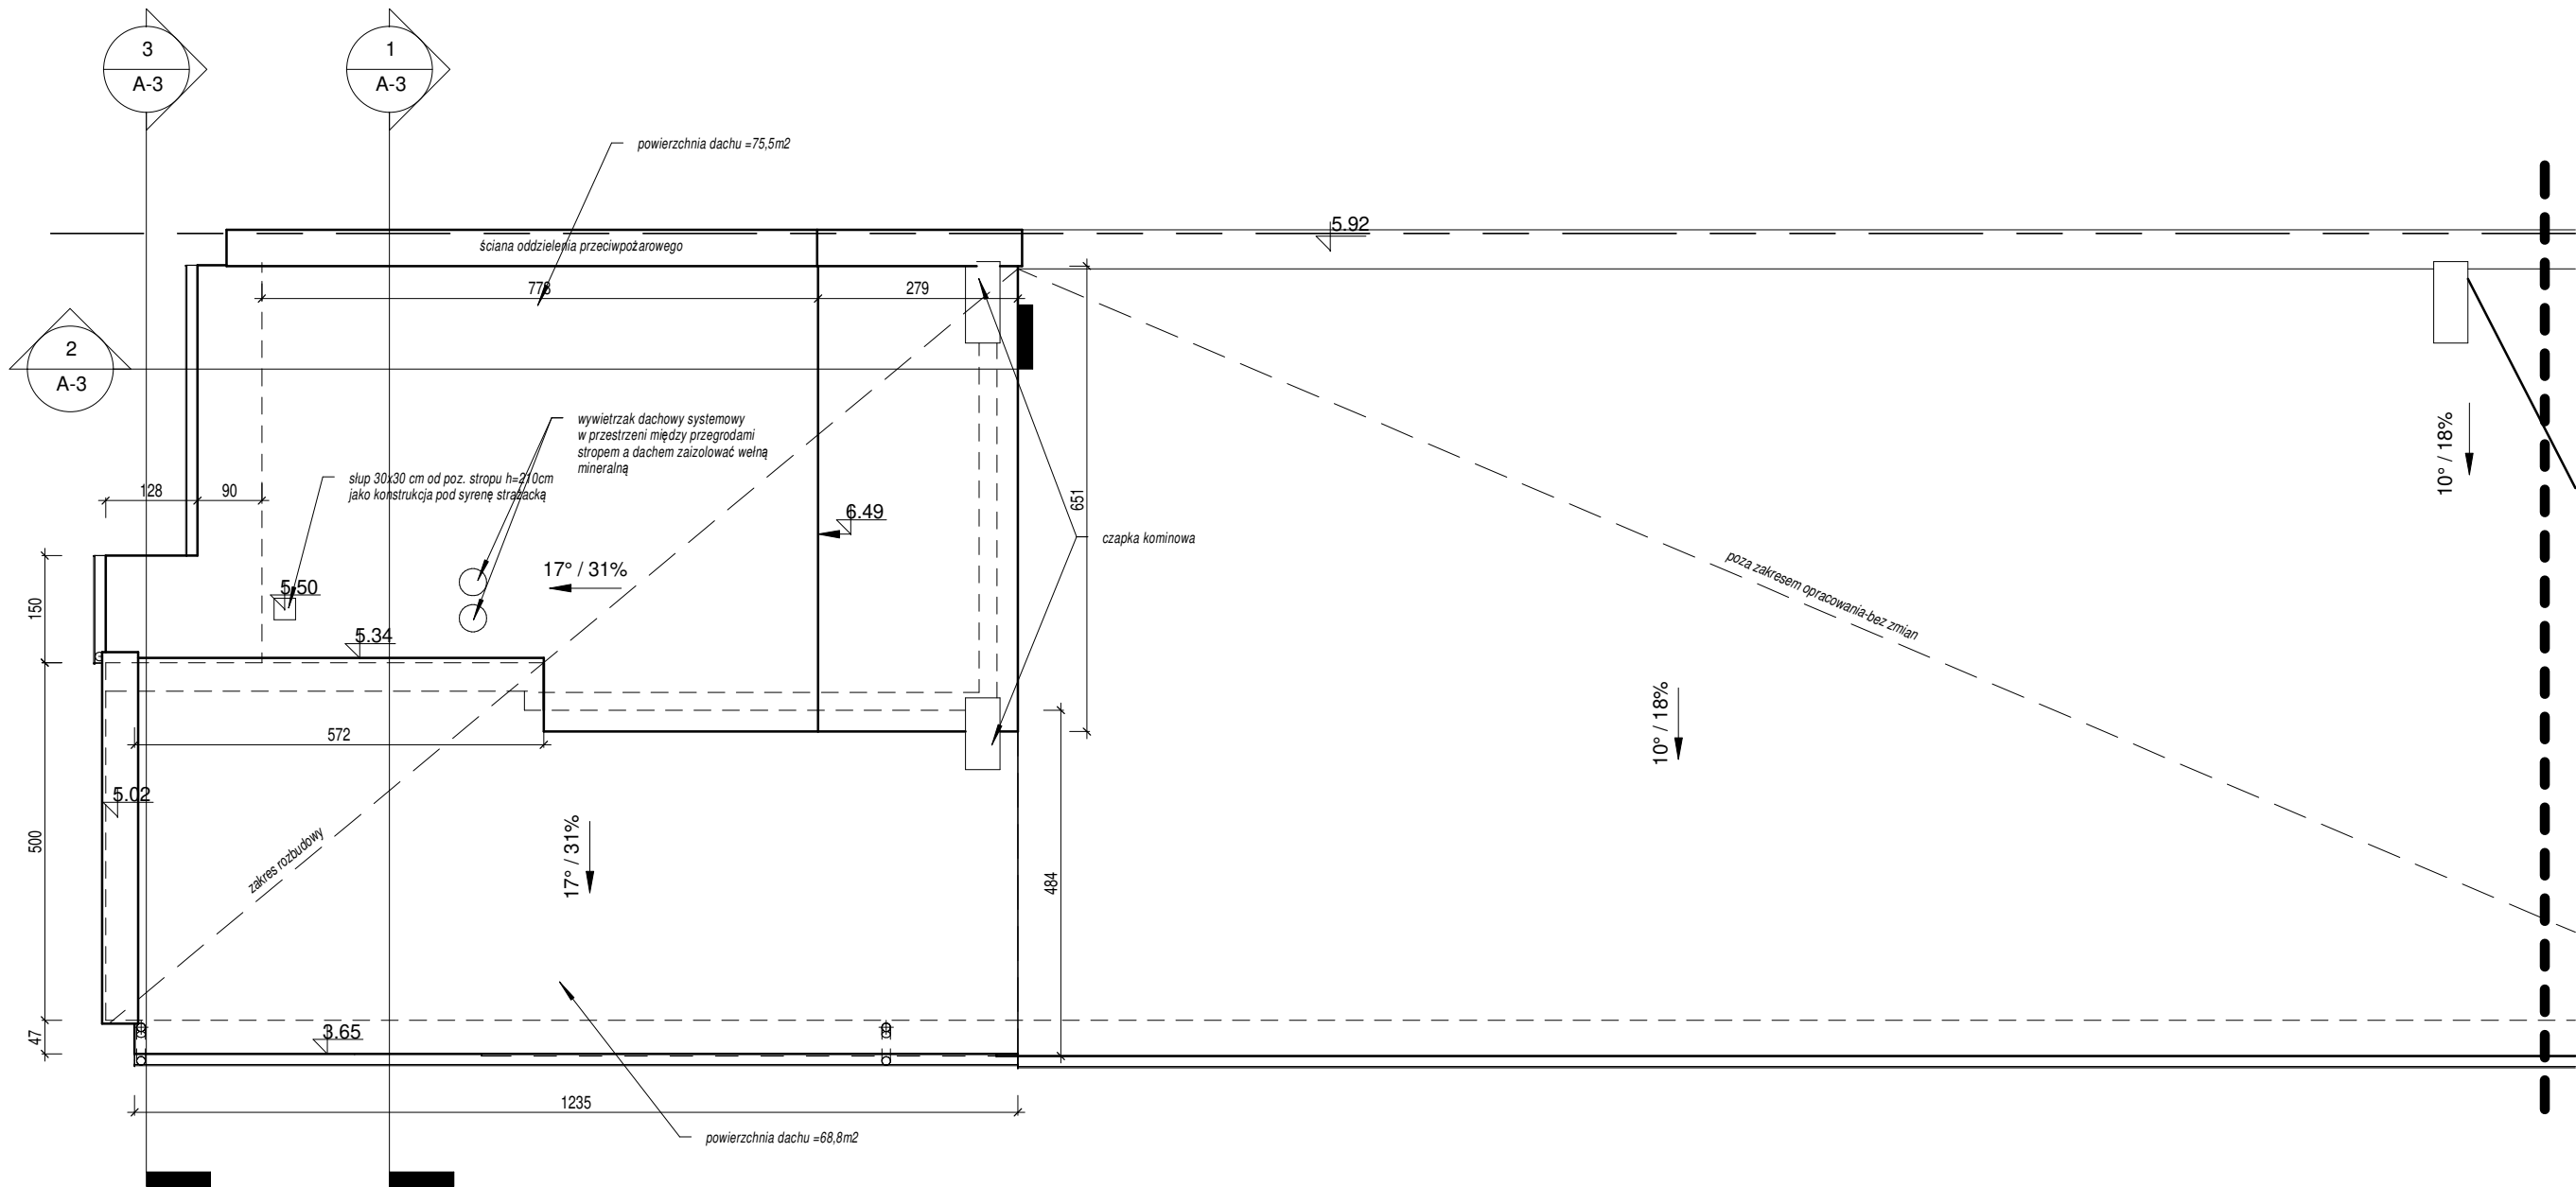 3
A-3
1
A-3
powierzchnia dachu =75,5m2
5.92
ściana oddzielenia przeciwpożarowego
778
279
2
A-3
wywietrzak dachowy systemowy
w przestrzeni między przegrodami
stropem a dachem zaizolować wełną
mineralną
10° / 18%
słup 30x30 cm od poz. stropu h=210cm
jako konstrukcja pod syrenę strażacką
128
90
651
6.49
czapka kominowa
17° / 31%
5.50
150
poza zakresem opracowania-bez zmian
5.34
572
10° / 18%
5.02
500
zakres rozbudowy
17° / 31%
484
47
3.65
1235
powierzchnia dachu =68,8m2